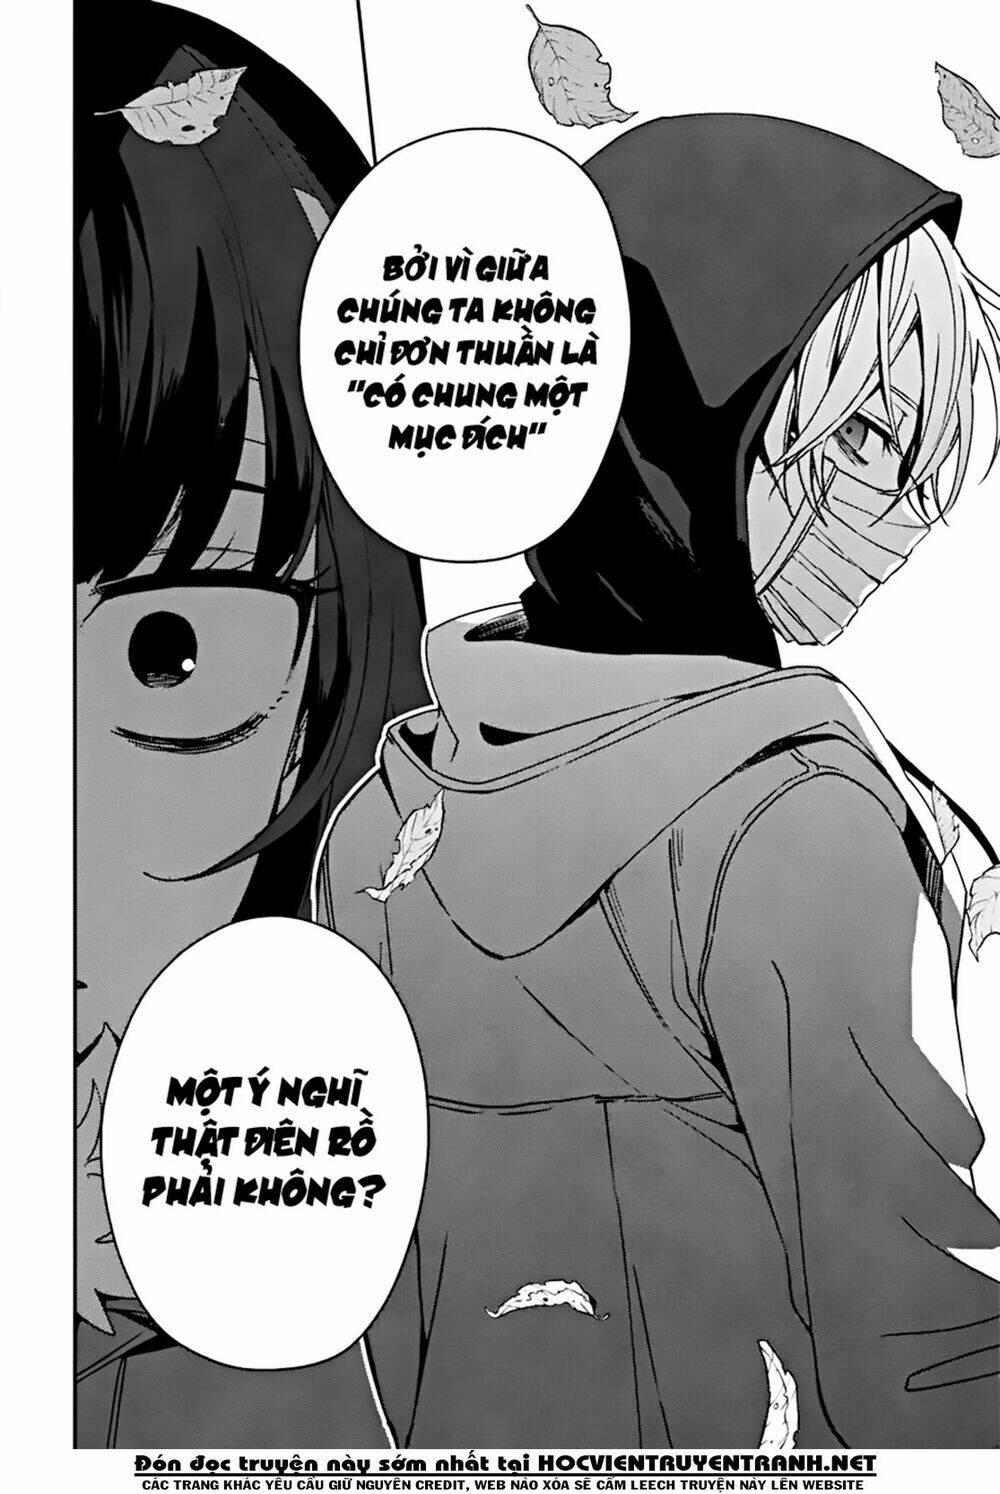 BỞI VÌ GIỮA
CHÚNG TA KHÔNG
CHỈ ĐƠN THUẦN LÀ
"CÓ CHUNG MỘT
MỤC ĐÍCH"
MỘT Ý NGHĨ
THẬT ĐIÊN RỒ
PHẢI KHÔNG?
Đón đọc truyện này sớm nhất tại HOCVIENTRUYENTRANH.NET
CÁC TRANG KHÁC YÊU CẦU GIỮ NGUYÊN CREDIT, WEB NÀO XÓA SẼ CẤM LEECH TRUYỆN NÀY LÊN WEBSITE